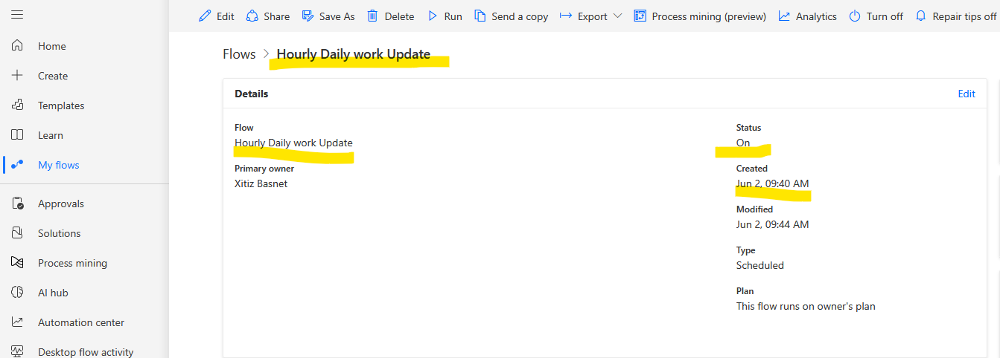 Edit
Share
Save As
Delete
Run
Send a copy
Export
Process mining (preview)
Analytics
Turn off
Repair tips off
Home
Create
Templates
Learn
My flows
Approvals
Solutions
Process mining
AI hub
Automation center
Desktop flow activity
Flows > Hourly Daily work Update
Details
Edit
Flow
Hourly Daily work Update
Primary owner
Xitiz Basnet
Status
On
Created
Jun 2, 09:40 AM
Modified
Jun 2, 09:44 AM
Type
Scheduled
Plan
This flow runs on owner's plan